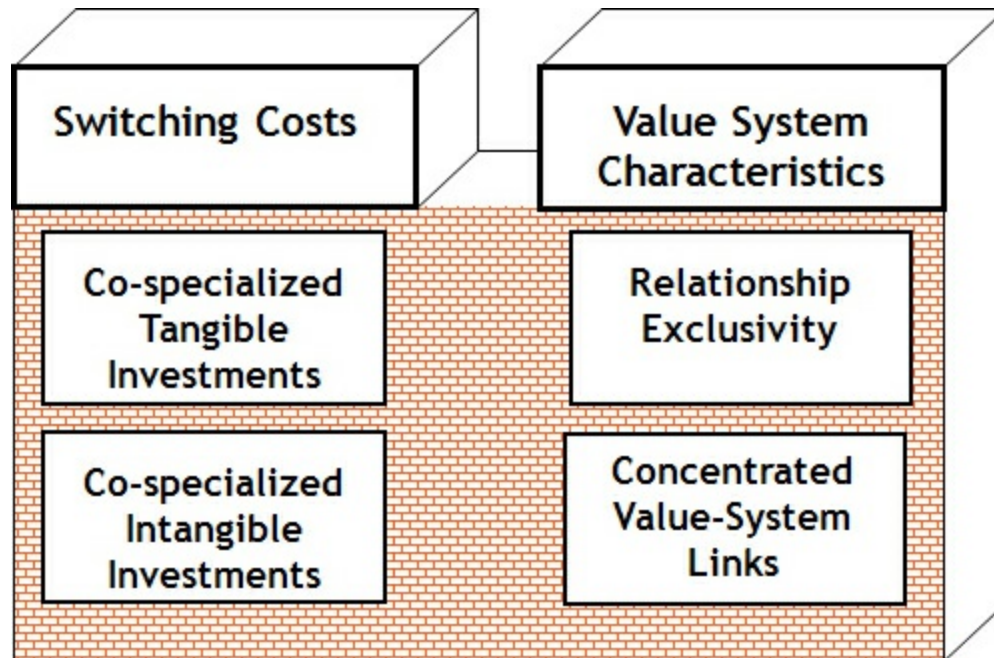 Switching Costs
Value System
Characteristics
Co-specialized
Tangible
Investments
Relationship
Exclusivity
Co-specialized
Intangible
Investments
Concentrated
Value-System
Links